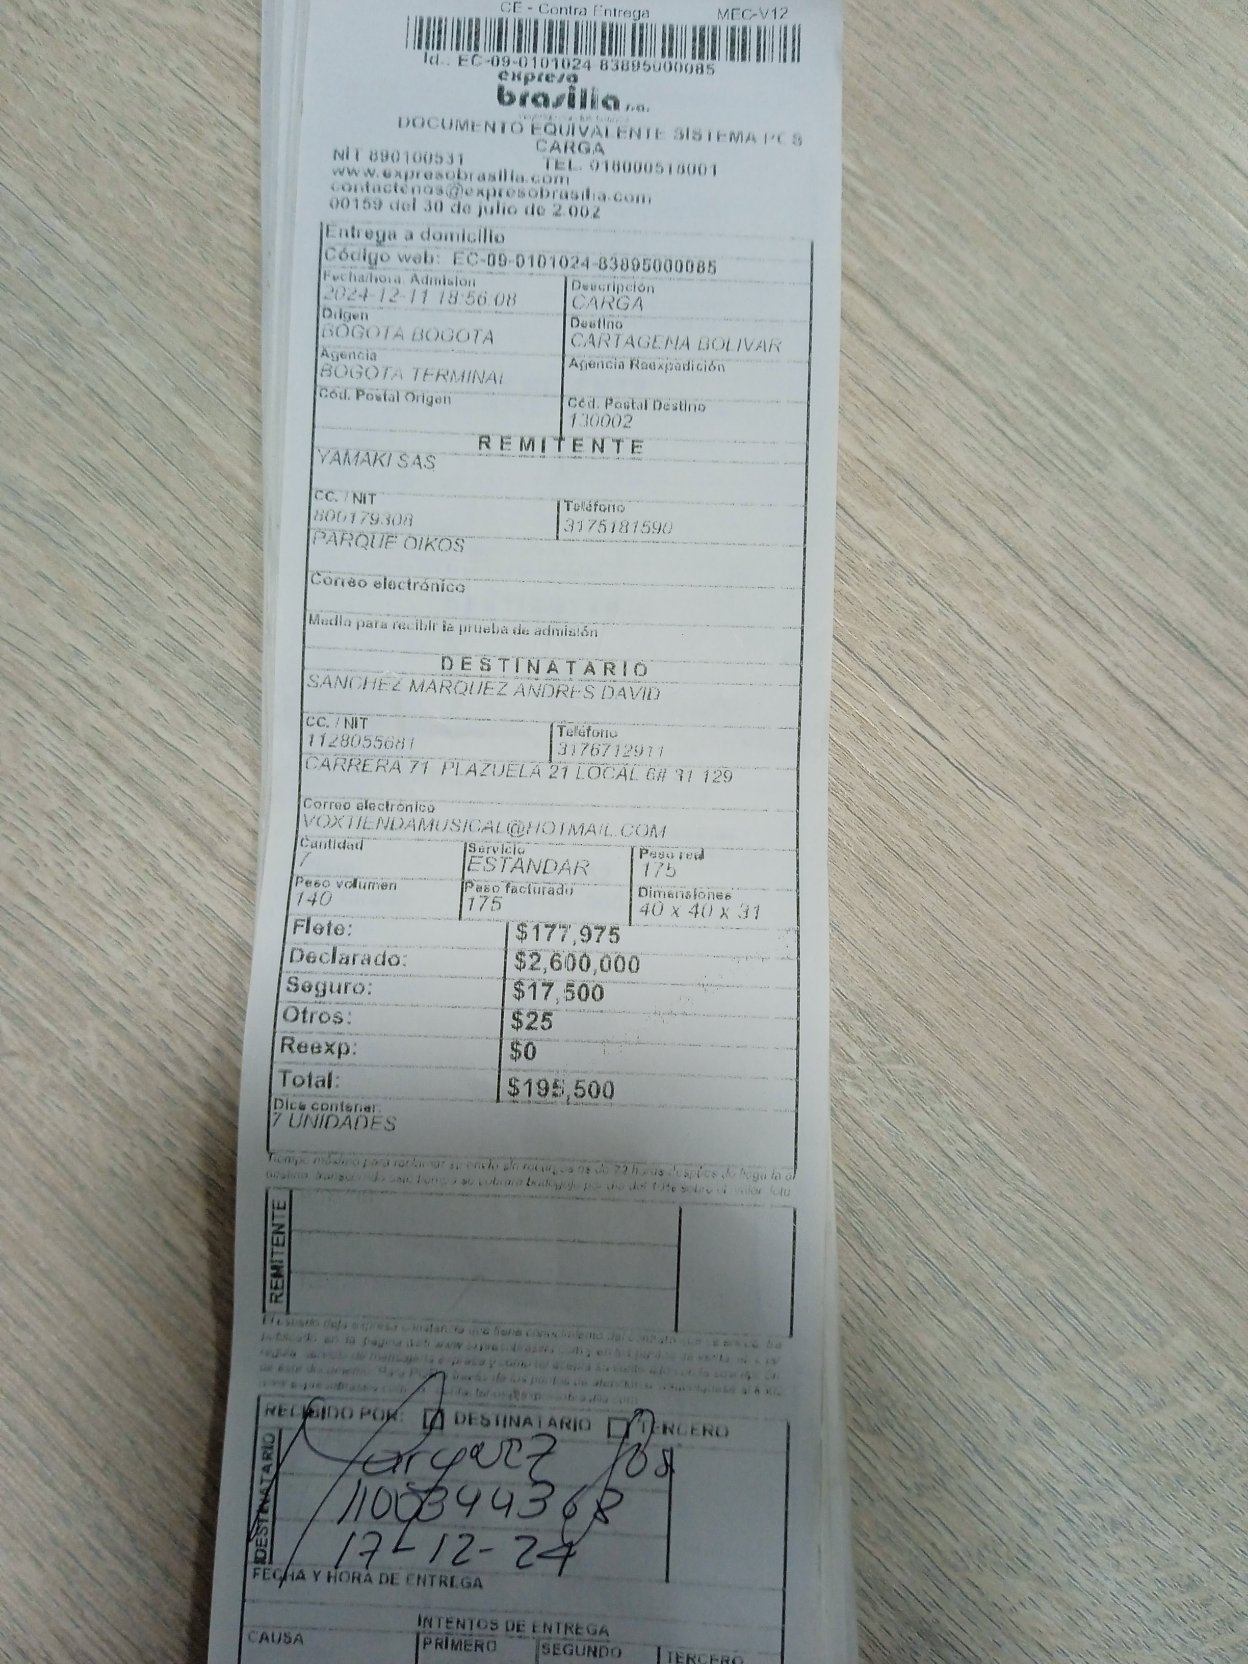 CE - Contra Entrega MEC-V12
Id.: EC-09-0101024-83895000085
expreso
brasilia s.a.
DOCUMENTO EQUIVALENTE SISTEMA PCS
CARGA
NIT 890100531 TEL. 018000518001
www.expresobrasilia.com
contactenos@expresobrasilia.com
00159 del 30 de julio de 2.002
Entrega a domicilio
Código web: EC-09-0101024-83895000085
Fecha/hora Admision Descripción
2024-12-11 18:56:08 CARGA
Origen Destino
BOGOTA BOGOTA CARTAGENA BOLIVAR
Agencia Agencia Reexpedición
BOGOTA TERMINAL
Cód. Postal Origen Cód. Postal Destino
130002
REMITENTE
YAMAKI SAS
CC. / NIT Teléfono
800179308 3175181590
PARQUE OIKOS
Correo electrónico
Medio para recibir la prueba de admisión
DESTINATARIO
SANCHEZ MARQUEZ ANDRES DAVID
CC. / NIT Teléfono
1128055681 3176712911
CARRERA 71 PLAZUELA 21 LOCAL 6# 31 129
Correo electrónico
VOXTIENDAMUSICAL@HOTMAIL.COM
Cantidad Servicio Peso real
7 ESTANDAR 175
Peso volumen Peso facturado Dimensiones
140 175 40 x 40 x 31
Flete: $177,975
Declarado: $2,600,000
Seguro: $17,500
Otros: $25
Reexp: $0
Total: $195,500
Dice contener:
7 UNIDADES
REMITENTE
RECIBIDO POR: DESTINATARIO TERCERO
DESTINATARIO
1100344368
17-12-24
FECHA Y HORA DE ENTREGA
INTENTOS DE ENTREGA
CAUSA PRIMERO SEGUNDO TERCERO